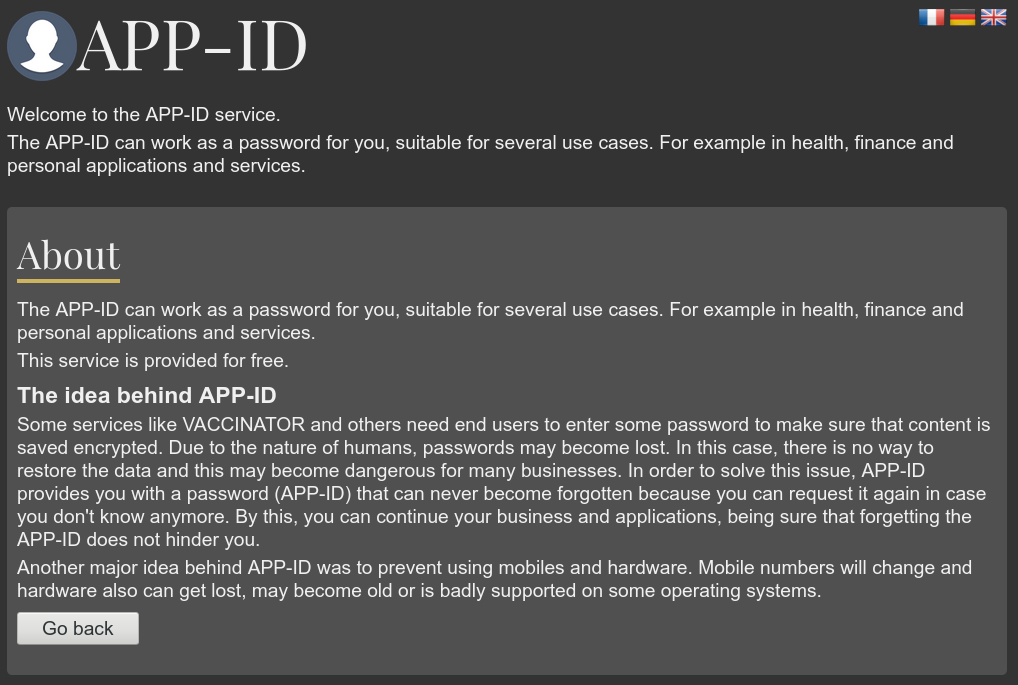 APP-ID
Welcome to the APP-ID service.
The APP-ID can work as a password for you, suitable for several use cases. For example in health, finance and
personal applications and services.
About
The APP-ID can work as a password for you, suitable for several use cases. For example in health, finance and
personal applications and services.
This service is provided for free.
The idea behind APP-ID
Some services like VACCINATOR and others need end users to enter some password to make sure that content is
saved encrypted. Due to the nature of humans, passwords may become lost. In this case, there is no way to
restore the data and this may become dangerous for many businesses. In order to solve this issue, APP-ID
provides you with a password (APP-ID) that can never become forgotten because you can request it again in case
you don't know anymore. By this, you can continue your business and applications, being sure that forgetting the
APP-ID does not hinder you.
Another major idea behind APP-ID was to prevent using mobiles and hardware. Mobile numbers will change and
hardware also can get lost, may become old or is badly supported on some operating systems.
Go back